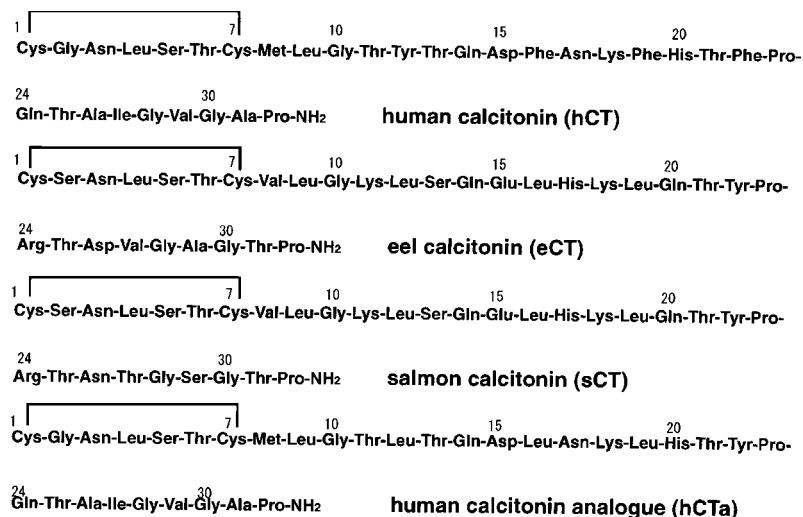 1 7 10 15 20
Cys-Gly-Asn-Leu-Ser-Thr-Cys-Met-Leu-Gly-Thr-Tyr-Thr-Gln-Asp-Phe-Asn-Lys-Phe-His-Thr-Phe-Pro-
24 30
Gln-Thr-Ala-Ile-Gly-Val-Gly-Ala-Pro-NH2 human calcitonin (hCT)
1 7 10 15 20
Cys-Ser-Asn-Leu-Ser-Thr-Cys-Val-Leu-Gly-Lys-Leu-Ser-Gln-Glu-Leu-His-Lys-Leu-Gln-Thr-Tyr-Pro-
24 30
Arg-Thr-Asp-Val-Gly-Ala-Gly-Thr-Pro-NH2 eel calcitonin (eCT)
1 7 10 15 20
Cys-Ser-Asn-Leu-Ser-Thr-Cys-Val-Leu-Gly-Lys-Leu-Ser-Gln-Glu-Leu-His-Lys-Leu-Gln-Thr-Tyr-Pro-
24 30
Arg-Thr-Asn-Thr-Gly-Ser-Gly-Thr-Pro-NH2 salmon calcitonin (sCT)
1 7 10 15 20
Cys-Gly-Asn-Leu-Ser-Thr-Cys-Met-Leu-Gly-Thr-Leu-Thr-Gln-Asp-Leu-Asn-Lys-Leu-His-Thr-Tyr-Pro-
24 30
Gln-Thr-Ala-Ile-Gly-Val-Gly-Ala-Pro-NH2 human calcitonin analogue (hCTa)